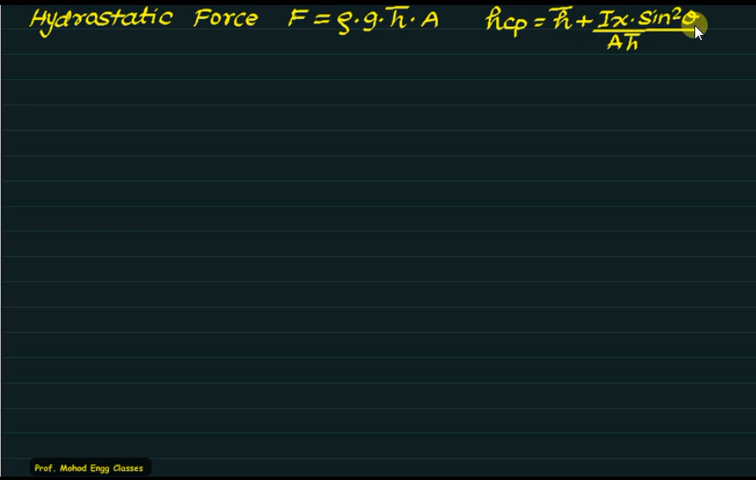 Hydrostatic Force F = ρ·g·h̄·A hcp = h̄ + Ix·Sin²θ / Ah̄
Prof. Mohod Engg Classes